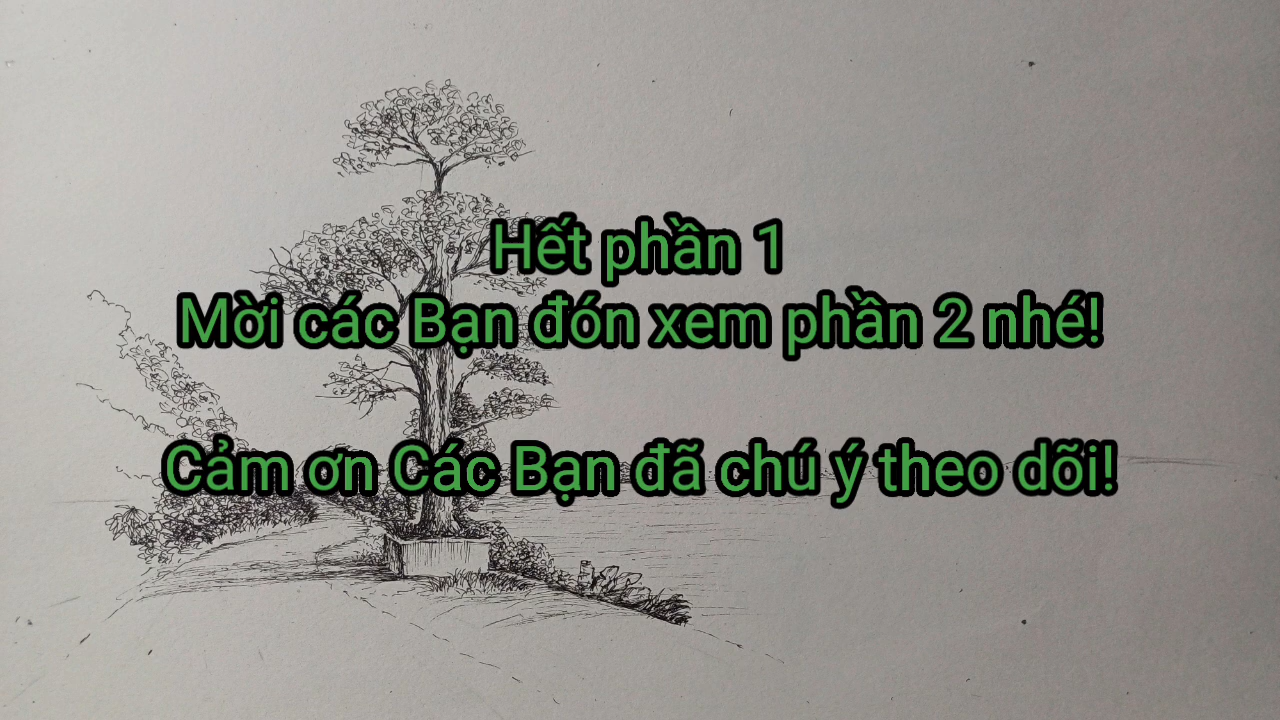 Hết phần 1
Mời các Bạn đón xem phần 2 nhé!
Cảm ơn Các Bạn đã chú ý theo dõi!